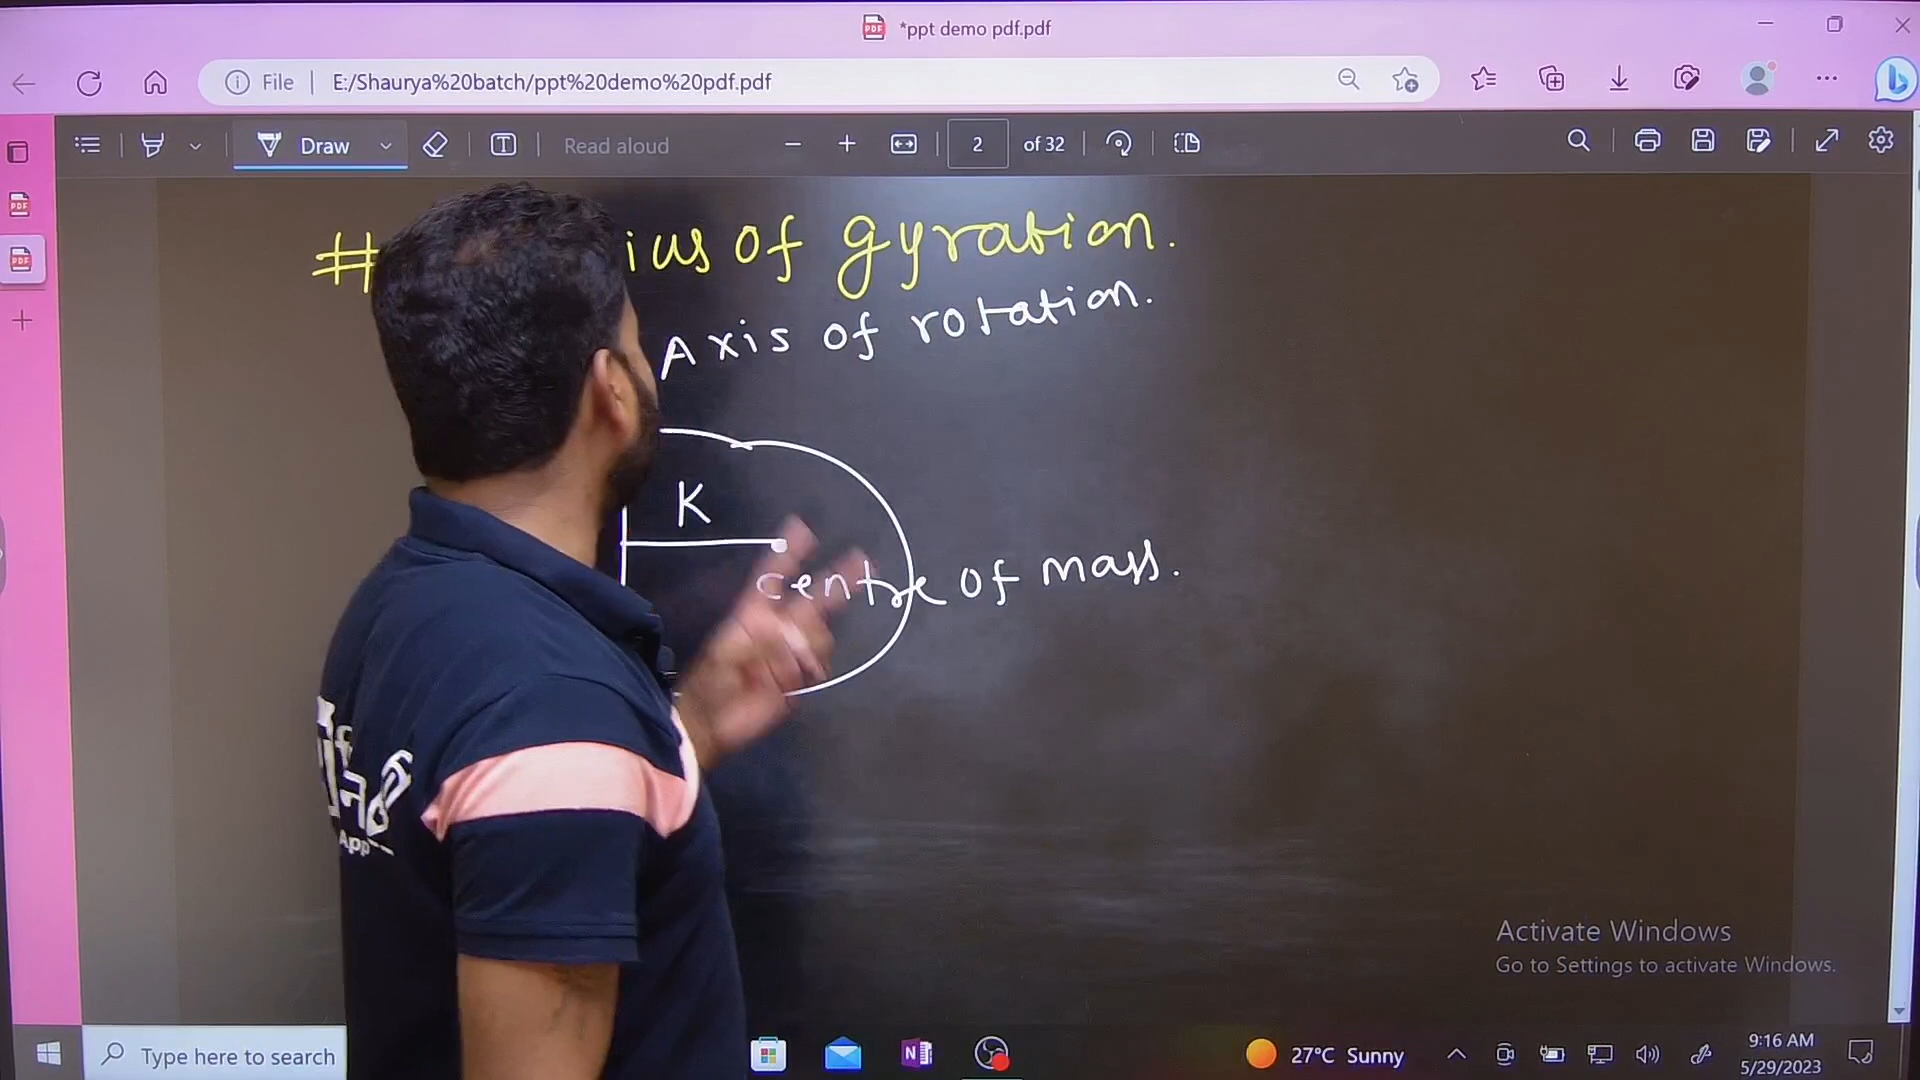 *ppt demo pdf.pdf
File | E:/Shaurya%20batch/ppt%20demo%20pdf.pdf
Draw
T
Read aloud
2 of 32
# ius of gyration.
Axis of rotation.
K
centre of mass.
App
Activate Windows
Go to Settings to activate Windows.
Type here to search
27°C Sunny
9:16 AM
5/29/2023